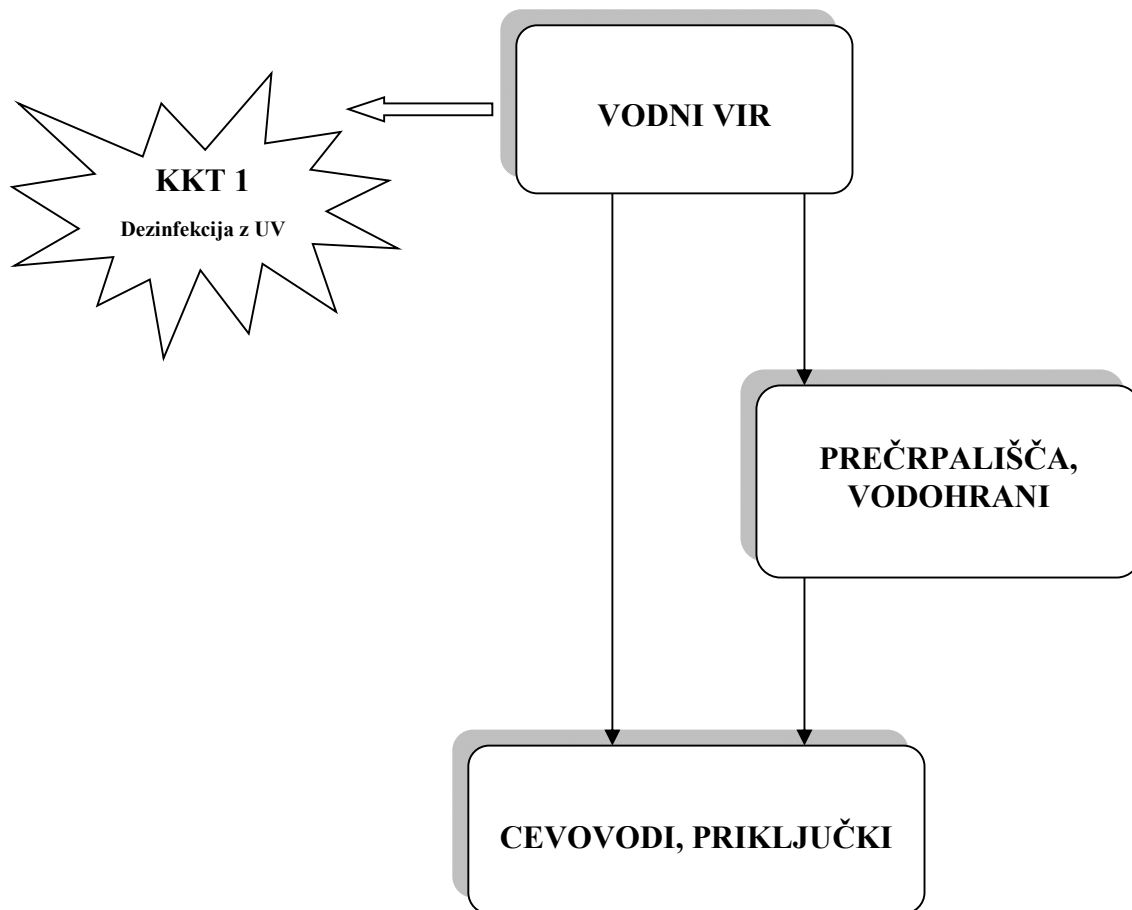 VODNI VIR
KKT 1
Dezinfekcija z UV
PREČRPALIŠČA,
VODOHRANI
CEVOVODI, PRIKLJUČKI